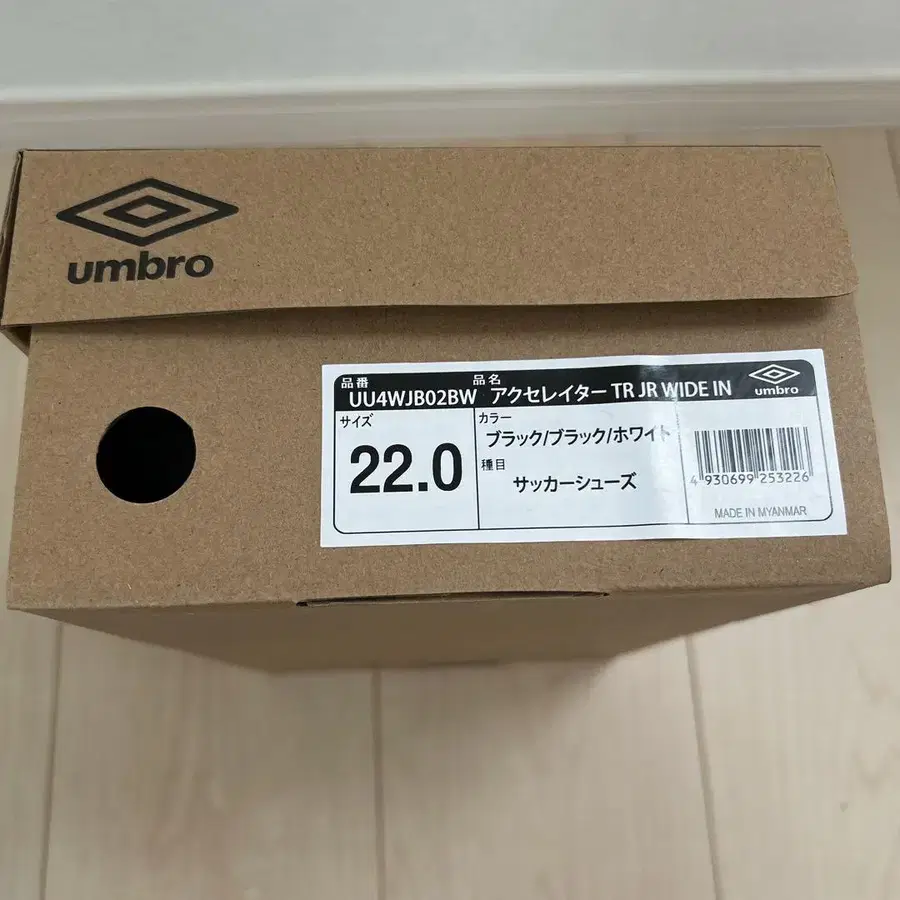 umbro
品番 UU4WJB02BW 品名 アクセレイター TR JR WIDE IN umbro
サイズ
22.0
カラー
ブラック/ブラック/ホワイト
種目
サッカーシューズ
4 930699 253226
MADE IN MYANMAR